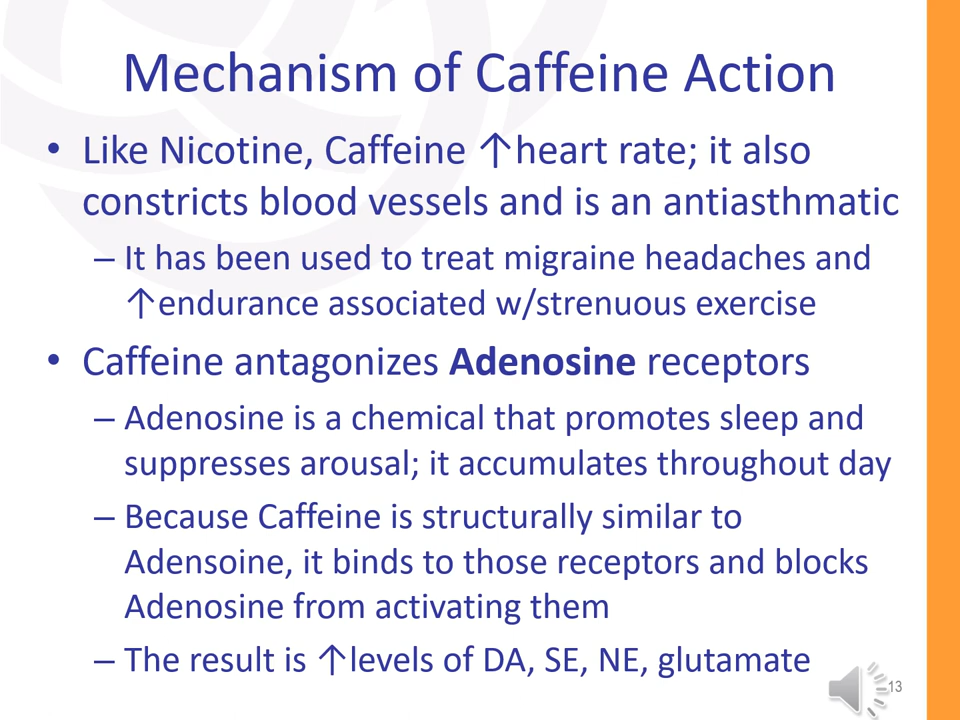 Mechanism of Caffeine Action
• Like Nicotine, Caffeine ↑heart rate; it also
constricts blood vessels and is an antiasthmatic
– It has been used to treat migraine headaches and
↑endurance associated w/strenuous exercise
• Caffeine antagonizes Adenosine receptors
– Adenosine is a chemical that promotes sleep and
suppresses arousal; it accumulates throughout day
– Because Caffeine is structurally similar to
Adensoine, it binds to those receptors and blocks
Adenosine from activating them
– The result is ↑levels of DA, SE, NE, glutamate
13